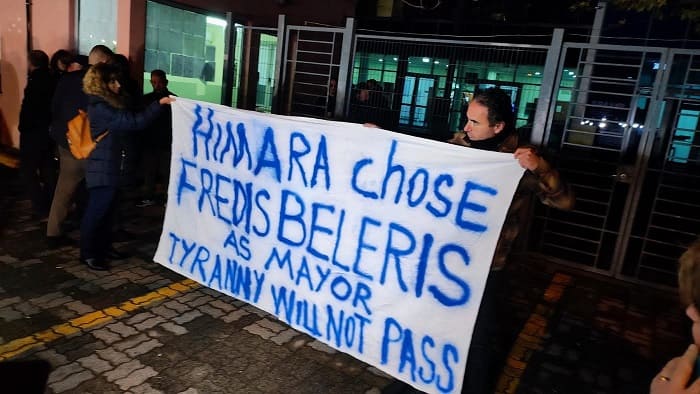 HIMARA chOSE
FREDIS BELERIS
AS MAYOR
TYRANNY WILL NOT PASS